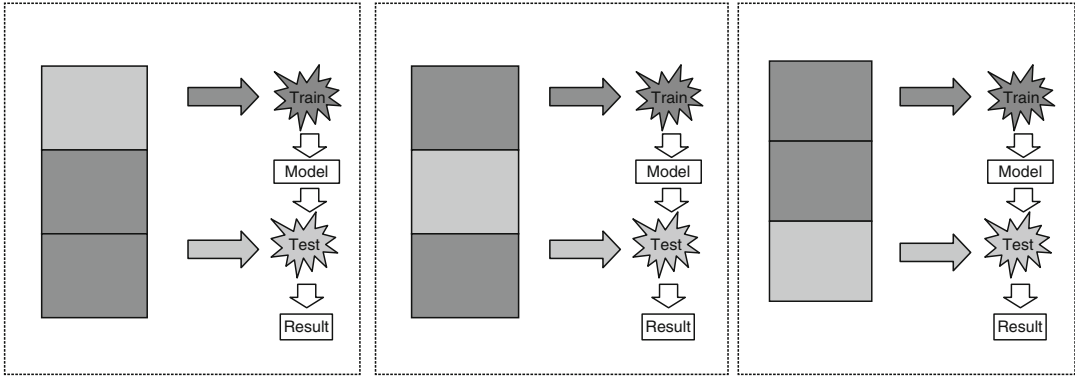 Train
Model
Test
Result
Train
Model
Test
Result
Train
Model
Test
Result